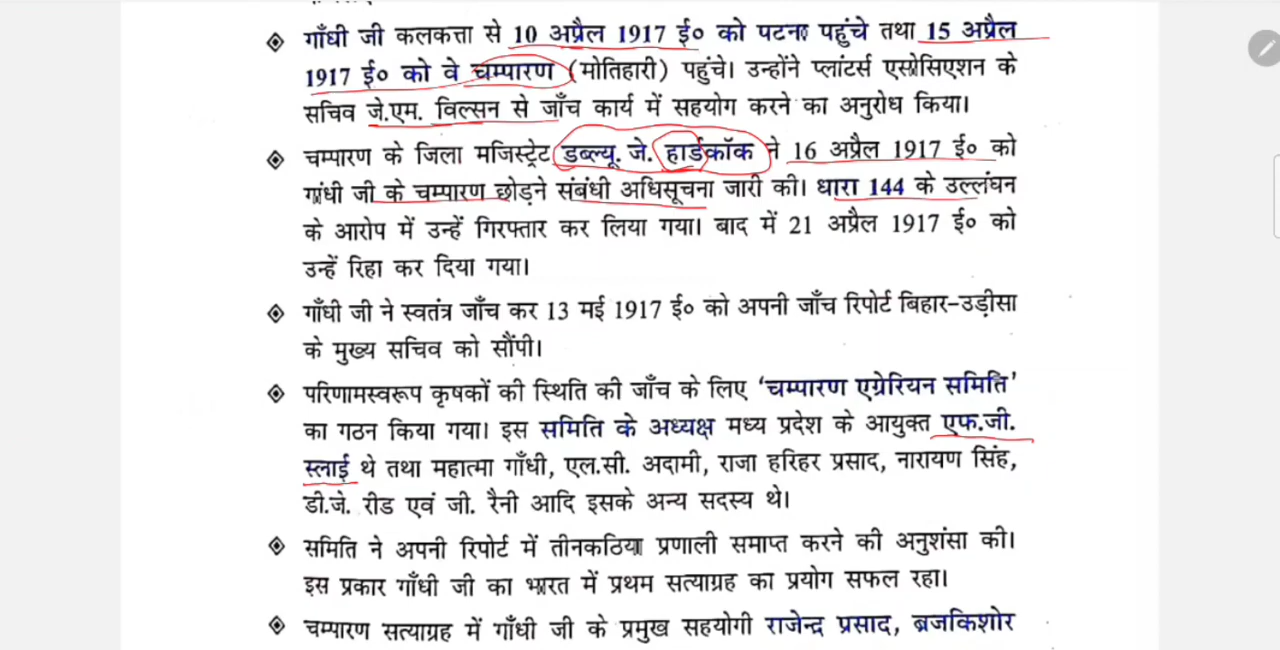 गाँधी जी कलकत्ता से 10 अप्रैल 1917 ई० को पटना पहुंचे तथा 15 अप्रैल
1917 ई० को वे चम्पारण (मोतिहारी) पहुंचे। उन्होंने प्लांटर्स एसोसिएशन के
सचिव जे.एम. विल्सन से जाँच कार्य में सहयोग करने का अनुरोध किया।
चम्पारण के जिला मजिस्ट्रेट डब्ल्यू. जे. हार्डकॉक ने 16 अप्रैल 1917 ई० को
गांधी जी के चम्पारण छोड़ने संबंधी अधिसूचना जारी की। धारा 144 के उल्लंघन
के आरोप में उन्हें गिरफ्तार कर लिया गया। बाद में 21 अप्रैल 1917 ई० को
उन्हें रिहा कर दिया गया।
गाँधी जी ने स्वतंत्र जाँच कर 13 मई 1917 ई० को अपनी जाँच रिपोर्ट बिहार-उड़ीसा
के मुख्य सचिव को सौंपी।
परिणामस्वरूप कृषकों की स्थिति की जाँच के लिए ‘चम्पारण एग्रेरियन समिति’
का गठन किया गया। इस समिति के अध्यक्ष मध्य प्रदेश के आयुक्त एफ.जी.
स्लाई थे तथा महात्मा गाँधी, एल.सी. अदामी, राजा हरिहर प्रसाद, नारायण सिंह,
डी.जे. रीड एवं जी. रैनी आदि इसके अन्य सदस्य थे।
समिति ने अपनी रिपोर्ट में तीनकठिया प्रणाली समाप्त करने की अनुशंसा की।
इस प्रकार गाँधी जी का भारत में प्रथम सत्याग्रह का प्रयोग सफल रहा।
चम्पारण सत्याग्रह में गाँधी जी के प्रमुख सहयोगी राजेन्द्र प्रसाद, ब्रजकिशोर